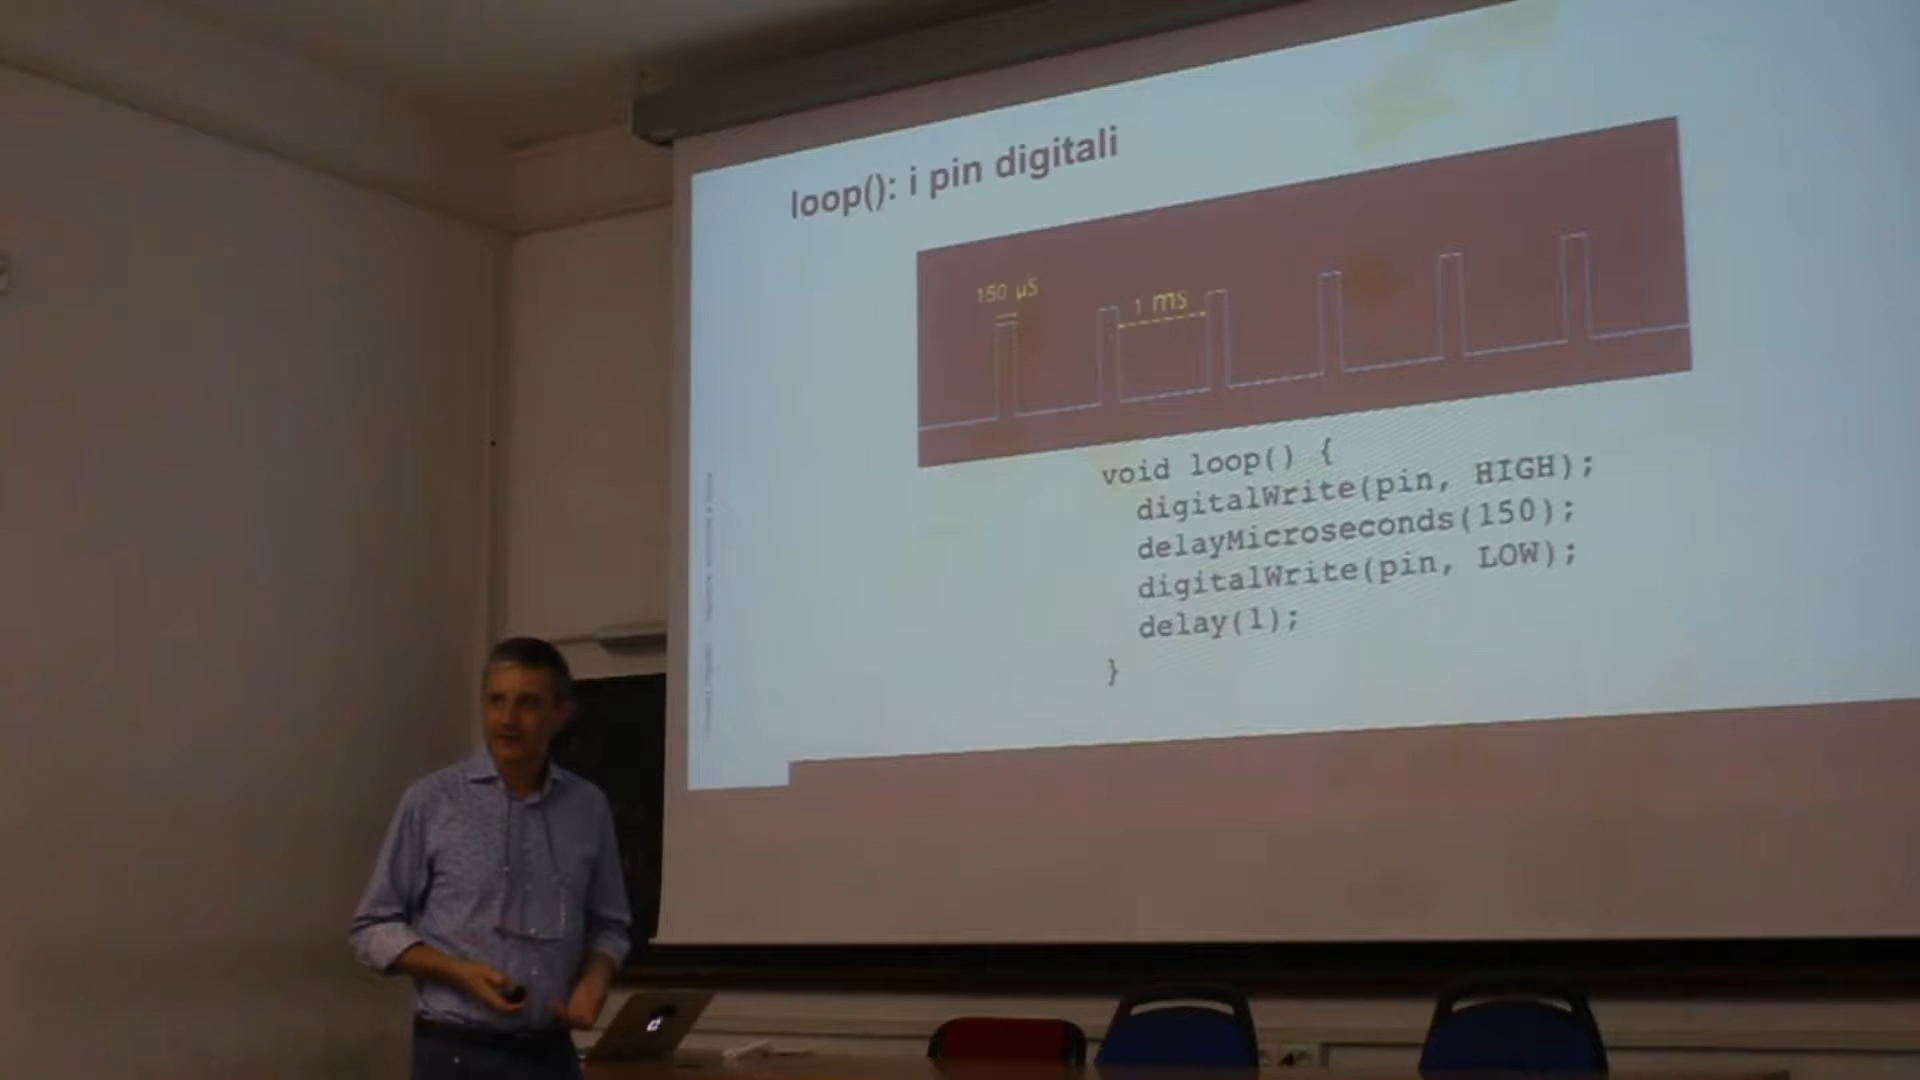 loop(): i pin digitali
150 µS
1 ms
void loop() {
digitalWrite(pin, HIGH);
delayMicroseconds(150);
digitalWrite(pin, LOW);
delay(1);
}